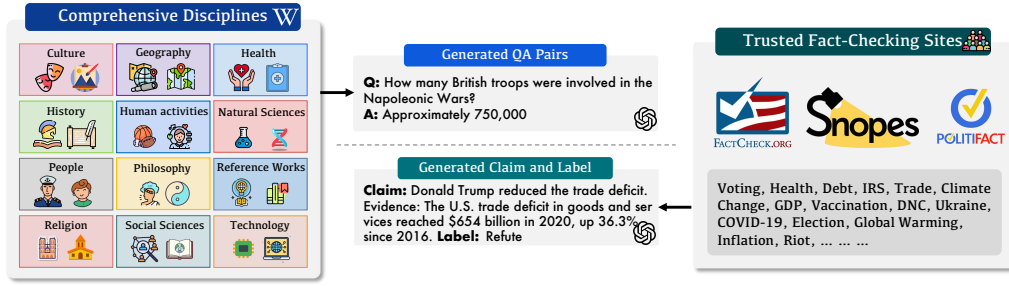 Comprehensive Disciplines W
Culture
Geography
Health
History
Human activities
Natural Sciences
People
Philosophy
Reference Works
Religion
Social Sciences
Technology
Generated QA Pairs
Q: How many British troops were involved in the
Napoleonic Wars?
A: Approximately 750,000
Generated Claim and Label
Claim: Donald Trump reduced the trade deficit.
Evidence: The U.S. trade deficit in goods and ser
vices reached $654 billion in 2020, up 36.3%
since 2016. Label: Refute
Trusted Fact-Checking Sites
FACTCHECK.ORG
Snopes
POLITIFACT
Voting, Health, Debt, IRS, Trade, Climate
Change, GDP, Vaccination, DNC, Ukraine,
COVID-19, Election, Global Warming,
Inflation, Riot, ... ... ...